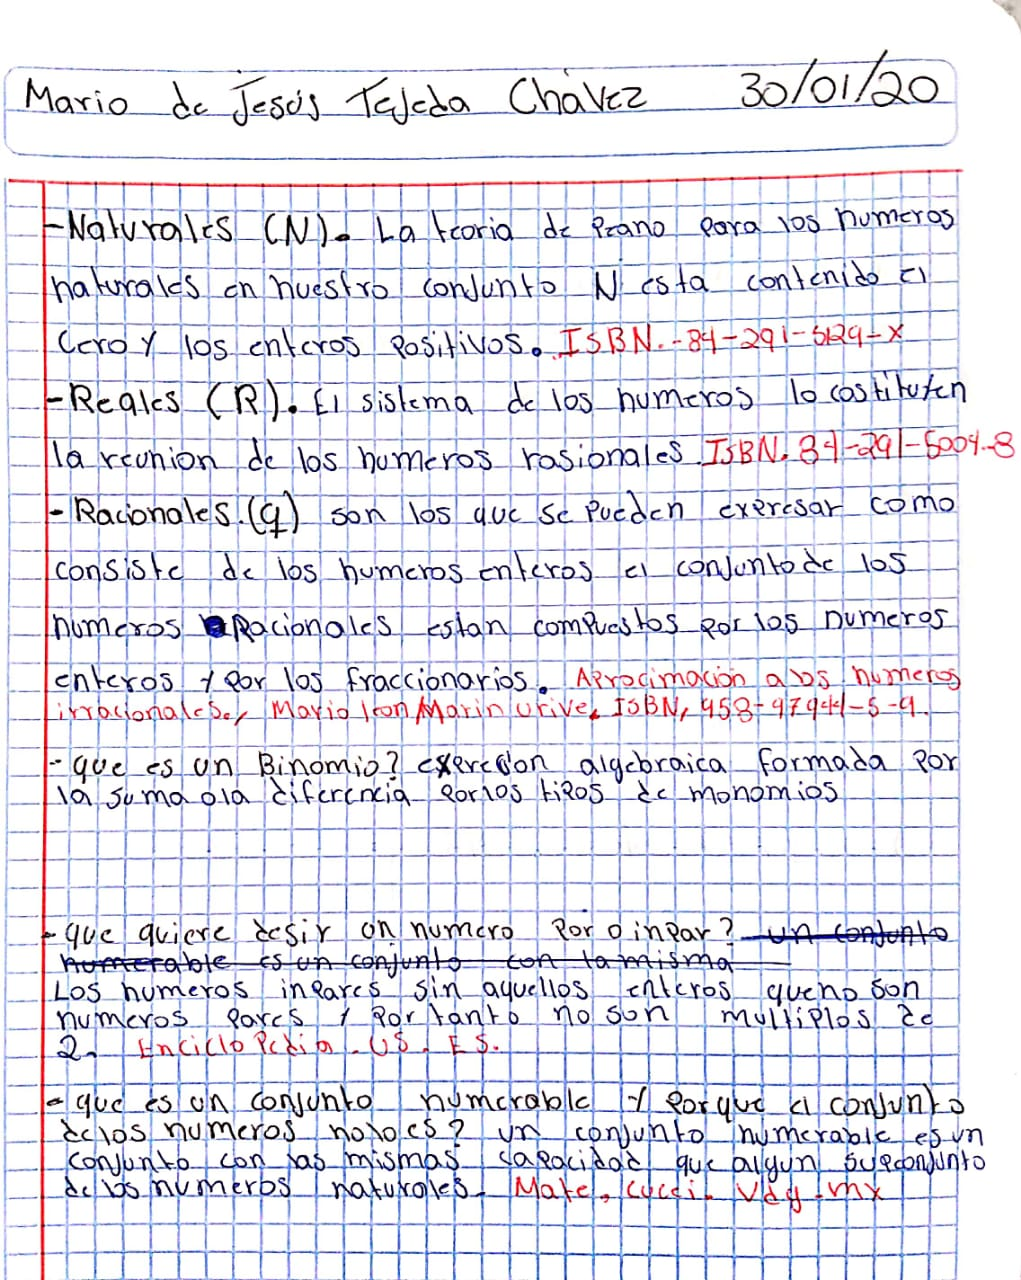 Mario de Jesús Tejeda Chávez 30/01/20
-Naturales (N). La teoria de Peano para los numeros
naturales en nuestro conjunto N esta contenido el
Cero y los enteros positivos. ISBN.-84-291-5129-X
-Reales (R). El sistema de los numeros lo costituten
la reunion de los numeros rasionales. ISBN. 84-291-5004-8
- Racionales.(q) son los que se pueden experesar como
consiste de los numeros enteros el conjunto de los
numeros Racionales estan compuestos por los numeros
enteros y por los fraccionarios. Aprocimación a los numeros
irracionales., Mario leon Marin urive. ISBN, 958-97944-5-9.
- que es un Binomio? exprecion algebraica formada por
la suma o la diferencia por los tipos de monomios
- que quiere desir un numero Par o inpar? un conjunto
numerable es un conjunto con la misma
Los numeros inpares sin aquellos enteros que no son
numeros pares y por tanto no son multiplos de
2. Enciclopedia.US.ES.
- que es un conjunto numerable y porque el conjunto
de los numeros no lo es? un conjunto numerable es un
conjunto con las mismas capacidad que algun supconjunto
de los numeros naturales. Mate, cucei. Vdg.mx